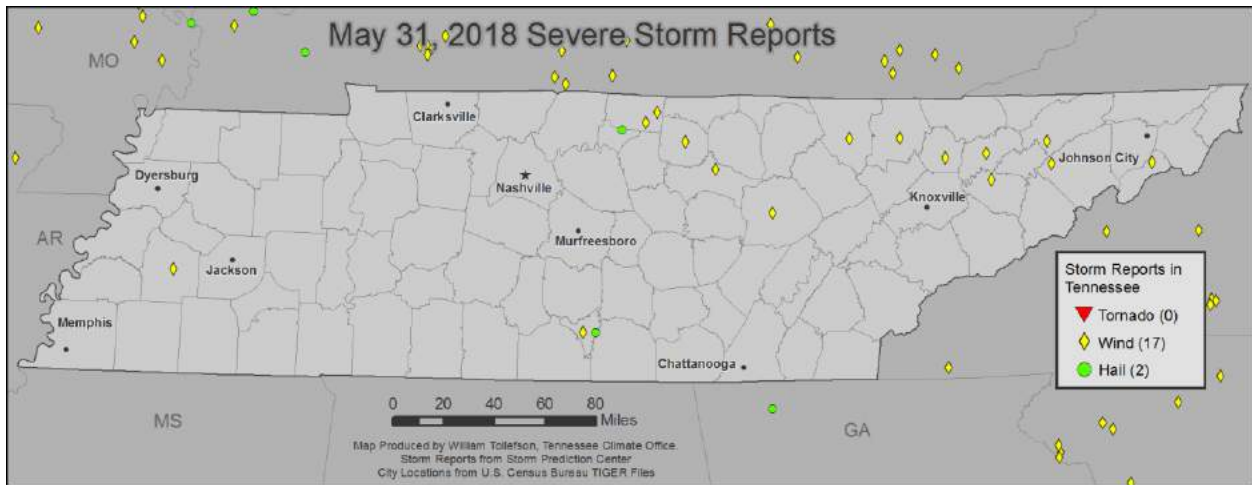 May 31, 2018 Severe Storm Reports
MO
Clarksville
Johnson City
Dyersburg
Nashville
Knoxville
Murfreesboro
AR
Jackson
Storm Reports in
Tennessee
Tornado (0)
Wind (17)
Hail (2)
Memphis
Chattanooga
0 20 40 60 80
Miles
MS
GA
Map Produced by William Tollefson, Tennessee Climate Office.
Storm Reports from Storm Prediction Center
City Locations from U.S. Census Bureau TIGER Files